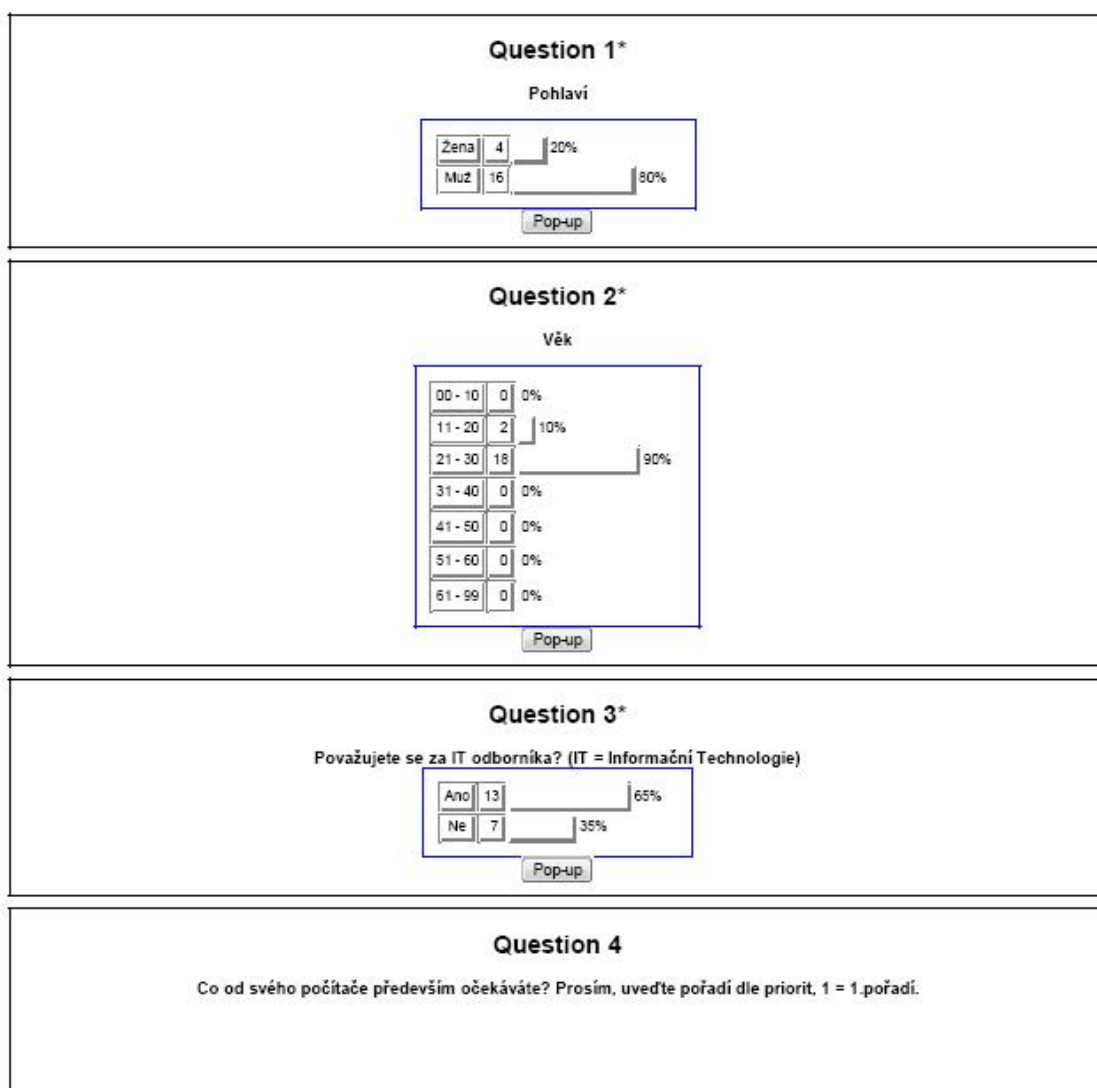 Question 1*
Pohlaví
Žena 4 20%
Muž 16 80%
Pop-up
Question 2*
Věk
00 - 10 0 0%
11 - 20 2 10%
21 - 30 18 90%
31 - 40 0 0%
41 - 50 0 0%
51 - 60 0 0%
61 - 99 0 0%
Pop-up
Question 3*
Považujete se za IT odborníka? (IT = Informační Technologie)
Ano 13 65%
Ne 7 35%
Pop-up
Question 4
Co od svého počítače především očekáváte? Prosím, uveďte pořadí dle priorit, 1 = 1.pořadí.